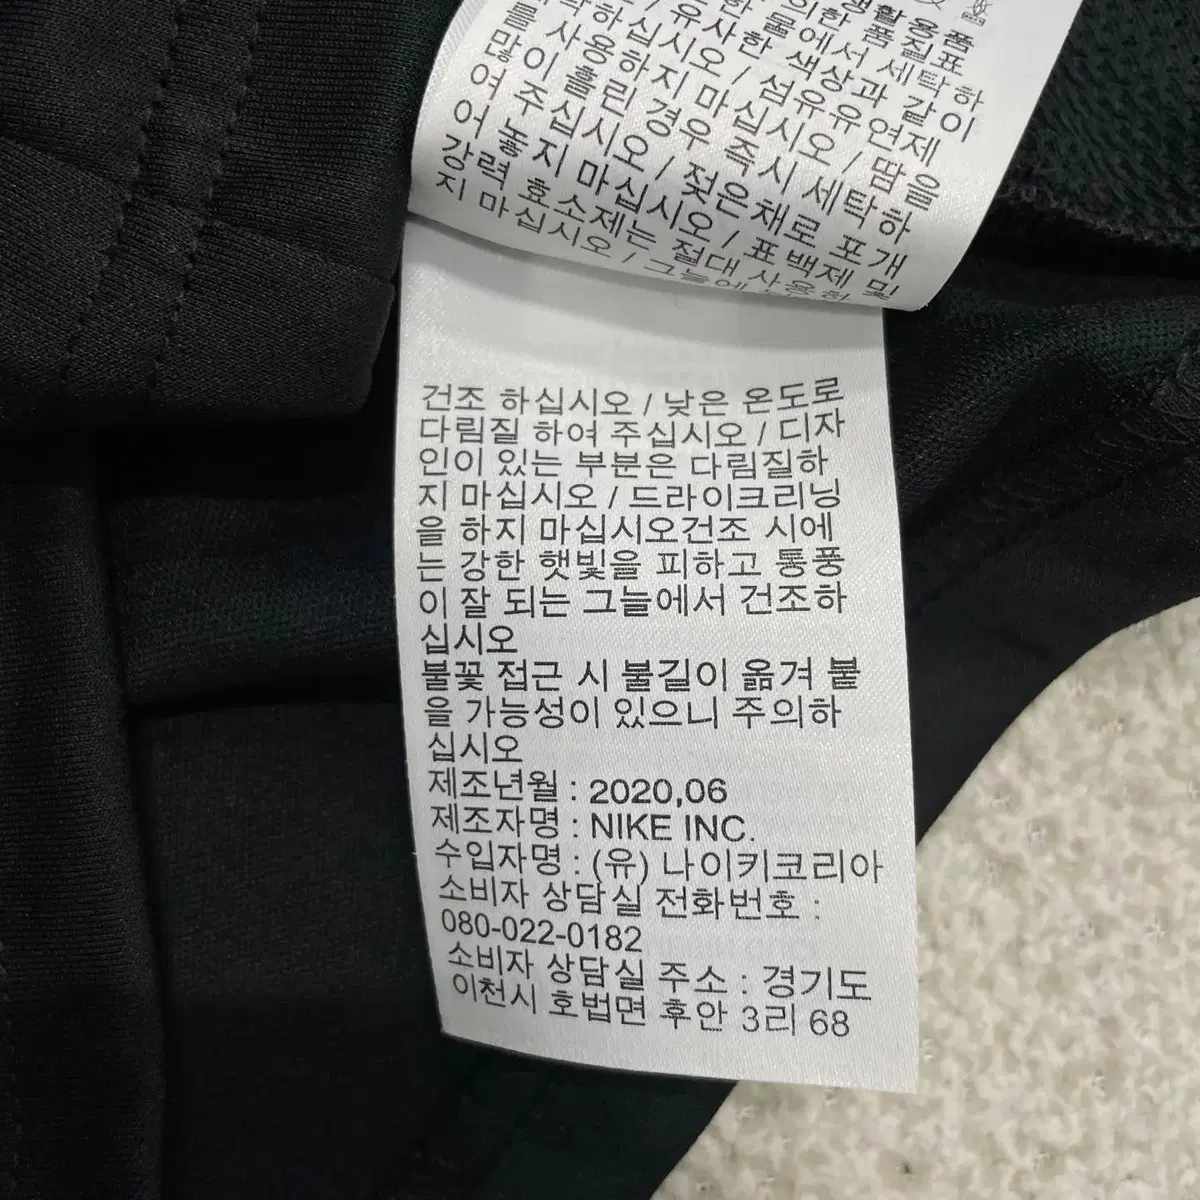 생활용품
의한 품질표
한 물에서 세탁하
하십시오 / 유사한 색상과 같이
사용하지 마십시오 / 섬유유연제
많이 흘린 경우 즉시 세탁하
여 주십시오 / 젖은채로 포개
어 놓지 마십시오 / 표백제 및
강력 효소제는 절대 사용
지 마십시오 / 그늘에
건조 하십시오 / 낮은 온도로
다림질 하여 주십시오 / 디자
인이 있는 부분은 다림질하
지 마십시오 / 드라이크리닝
을 하지 마십시오건조 시에
는 강한 햇빛을 피하고 통풍
이 잘 되는 그늘에서 건조하
십시오
불꽃 접근 시 불길이 옮겨 붙
을 가능성이 있으니 주의하
십시오
제조년월 : 2020,06
제조자명 : NIKE INC.
수입자명 : (유) 나이키코리아
소비자 상담실 전화번호 :
080-022-0182
소비자 상담실 주소 : 경기도
이천시 호법면 후안 3리 68